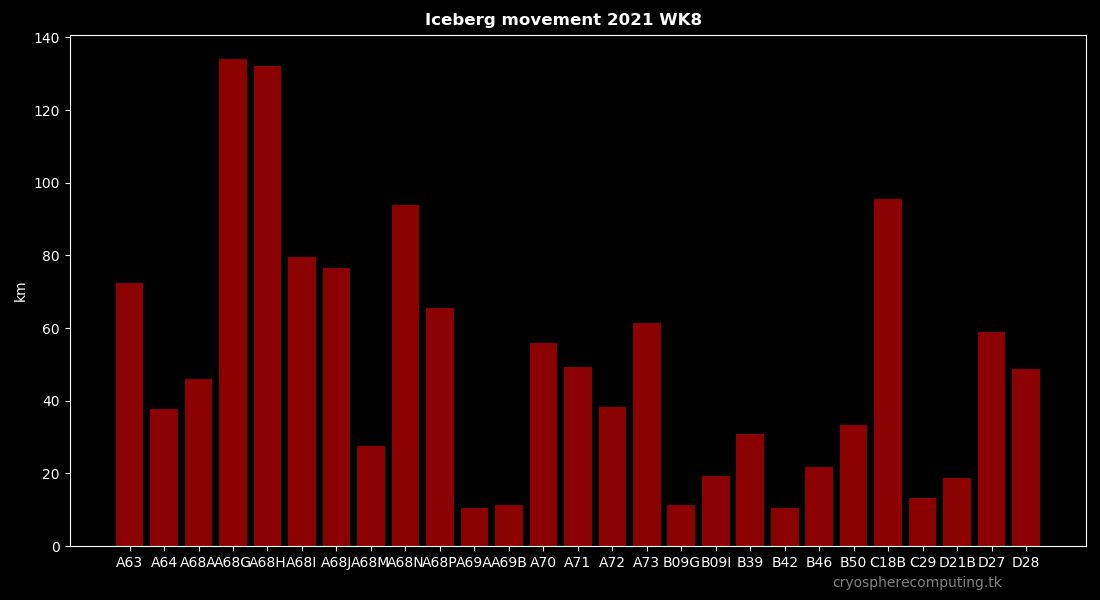 Iceberg movement 2021 WK8
140
120
100
80
60
40
20
0
km
A63 A64 A68A A68G A68H A68I A68J A68M A68N A68P A69A A69B A70 A71 A72 A73 B09G B09I B39 B42 B46 B50 C18B C29 D21B D27 D28
cryospherecomputing.tk